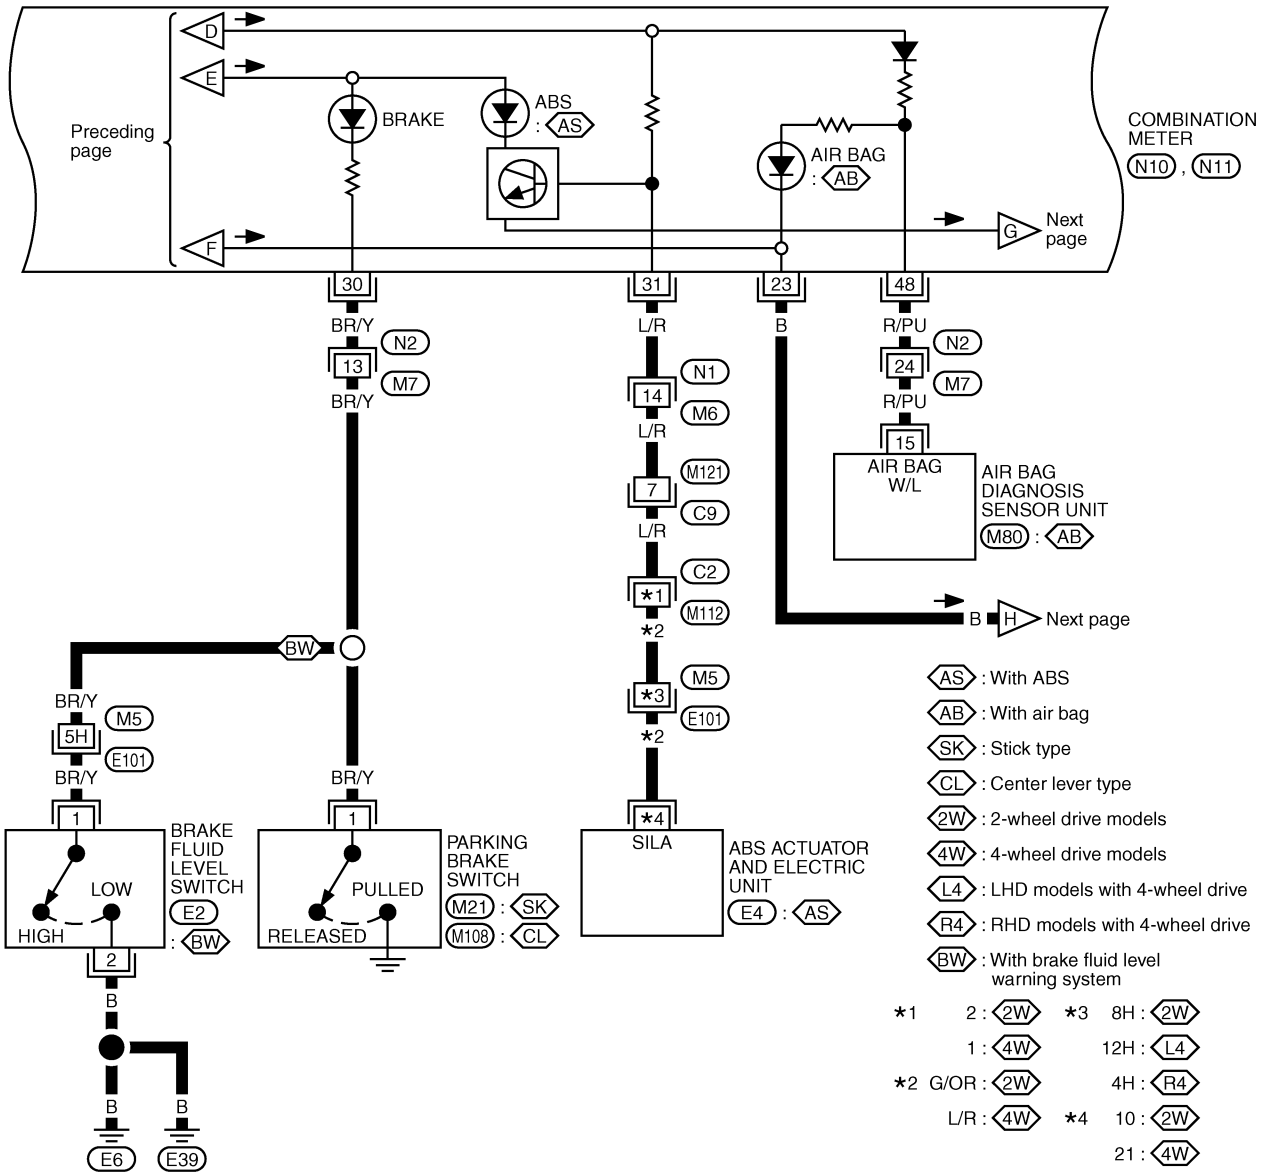 D
E
Preceding
page
F
BRAKE
ABS
: AS
AIR BAG
: AB
G
Next
page
COMBINATION
METER
N10 , N11
30
31
23
48
BR/Y
L/R
B
R/PU
N2
13
M7
BR/Y
N1
14
M6
L/R
N2
24
M7
R/PU
15
AIR BAG
W/L
AIR BAG
DIAGNOSIS
SENSOR UNIT
M80 : AB
M121
7
C9
L/R
C2
*1
M112
*2
B
H
Next page
M5
*3
E101
*2
BW
BR/Y
M5
5H
E101
BR/Y
BR/Y
1
1
*4
BRAKE
FLUID
LEVEL
SWITCH
E2
: BW
LOW
HIGH
2
B
B
B
E6
E39
PARKING
BRAKE
SWITCH
M21 : SK
M108 : CL
PULLED
RELEASED
SILA
ABS ACTUATOR
AND ELECTRIC
UNIT
E4 : AS
AS : With ABS
AB : With air bag
SK : Stick type
CL : Center lever type
2W : 2-wheel drive models
4W : 4-wheel drive models
L4 : LHD models with 4-wheel drive
R4 : RHD models with 4-wheel drive
BW : With brake fluid level
warning system
*1 2 : 2W
1 : 4W
*2 G/OR : 2W
L/R : 4W
*3 8H : 2W
12H : L4
4H : R4
*4 10 : 2W
21 : 4W